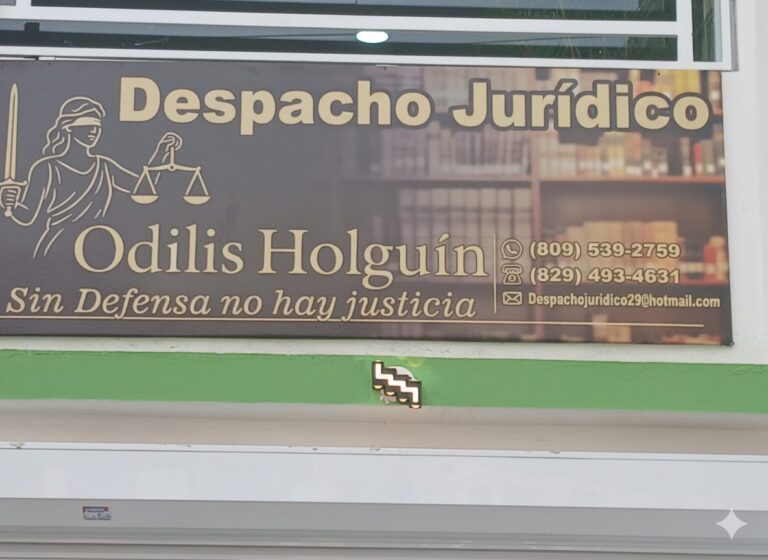 Despacho Jurídico
Odilis Holguín
Sin Defensa no hay justicia
(809) 539-2759
(829) 493-4631
Despachojuridico29@hotmail.com